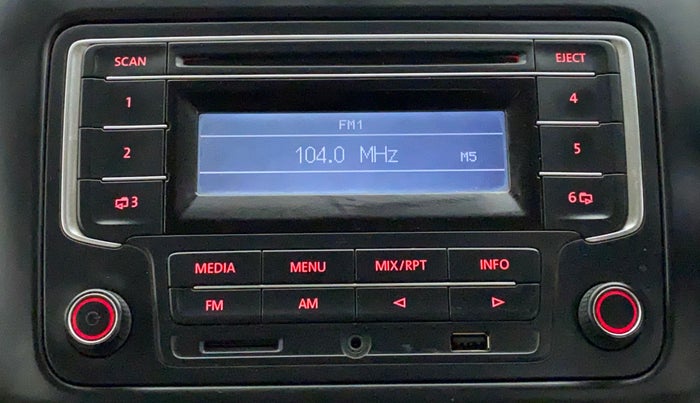 SCAN
EJECT
1
4
FM1
104.0 MHz M5
2
5
3
6
MEDIA MENU MIX/RPT INFO
FM AM